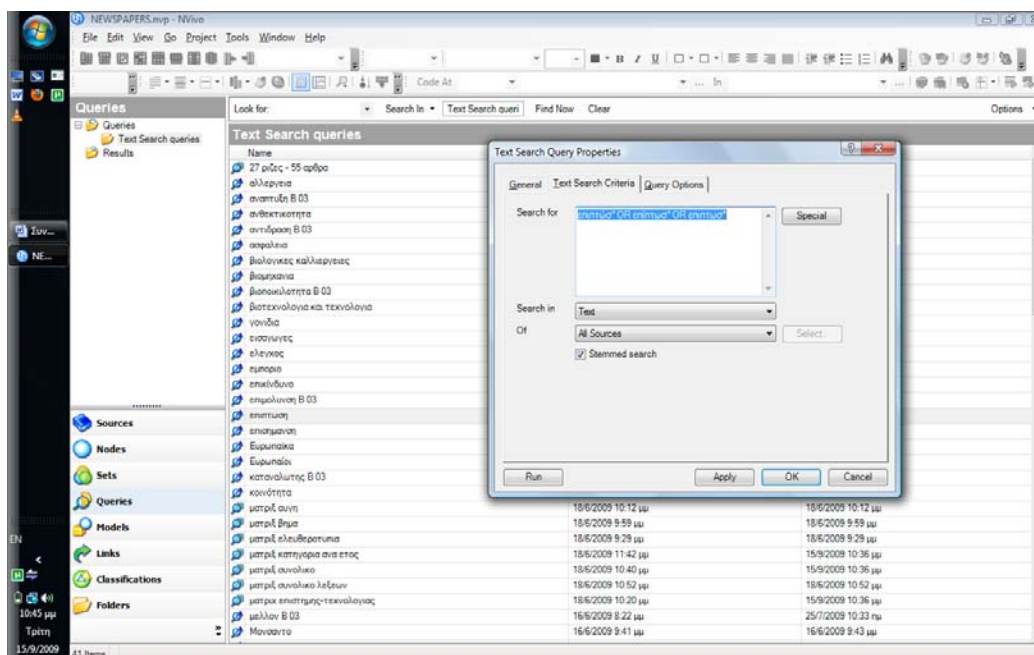 NEWSPAPERS.nvp - NVivo
File Edit View Go Project Tools Window Help
Code At
In
Queries
Look for: Search In Text Search queri Find Now Clear Options
Queries
Text Search queries
Results
Text Search queries
Name
27 ριζες - 55 αρθρα
αλλεργεια
αναπτυξη Β 03
ανθεκτικοτητα
αντιδραση Β 03
ασφαλεια
βιολογικες καλλιεργειες
βιομηχανια
βιοποικιλοτητα Β 03
βιοτεχνολογια και τεχνολογια
γονιδια
εισαγωγες
ελεγχος
εμποριο
επικίνδυνο
επιμολυνση Β 03
επιπτωση
επισημανση
Ευρωπαικα
Ευρωπαίοι
καταναλωτης Β 03
κοινότητα
ματριξ αυγη 18/6/2009 10:12 μμ 18/6/2009 10:12 μμ
ματριξ βημα 18/6/2009 9:59 μμ 18/6/2009 9:59 μμ
ματριξ ελευθεροτυπια 18/6/2009 9:29 μμ 18/6/2009 9:29 μμ
ματριξ κατηγορια ανα ετος 18/6/2009 11:42 μμ 15/9/2009 10:36 μμ
ματριξ συνολικο 18/6/2009 10:40 μμ 15/9/2009 10:36 μμ
ματριξ συνολικο λεξεων 18/6/2009 10:52 μμ 18/6/2009 10:52 μμ
ματριx επιστημης-τεχνολογιας 18/6/2009 10:20 μμ 15/9/2009 10:36 μμ
μελλον Β 03 16/6/2009 8:22 μμ 25/7/2009 10:33 πμ
Μονσαντο 16/6/2009 9:41 μμ 16/6/2009 9:43 μμ
Text Search Query Properties
General Text Search Criteria Query Options
Search for
επιπτώσ* OR επίπτωσ* OR επιπτωσ*
Special
Search in Text
Of All Sources Select...
Stemmed search
Run Apply OK Cancel
Sources
Nodes
Sets
Queries
Models
Links
Classifications
Folders
Συν...
NE...
EN
10:45 μμ
Τρίτη
15/9/2009
41 Items